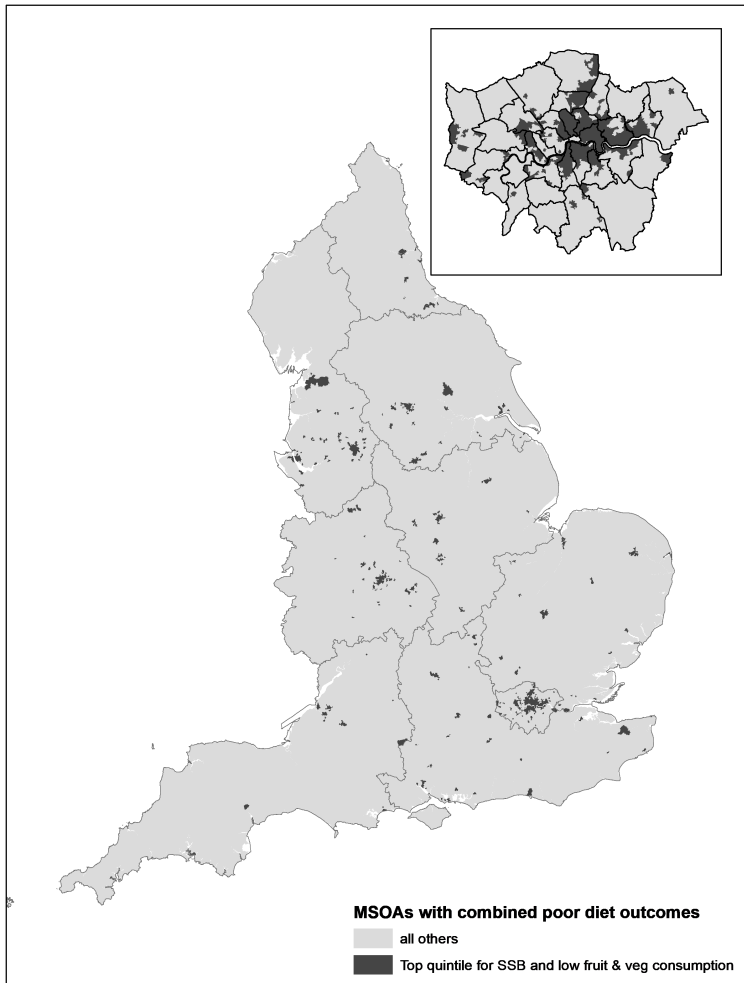 MSOAs with combined poor diet outcomes
all others
Top quintile for SSB and low fruit & veg consumption